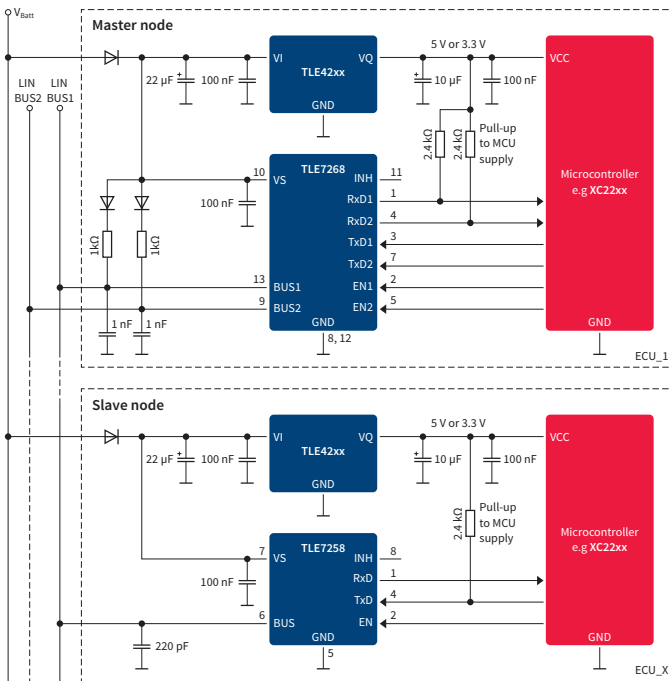 V_Batt
LIN
BUS2
LIN
BUS1
Master node
22 µF
+
100 nF
VI
TLE42xx
VQ
GND
5 V or 3.3 V
+
10 µF
100 nF
VCC
2.4 kΩ
2.4 kΩ
Pull-up
to MCU
supply
Microcontroller
e.g XC22xx
GND
10
VS
TLE7268
INH
11
100 nF
RxD1
1
RxD2
4
TxD1
3
TxD2
7
EN1
2
EN2
5
1kΩ
1kΩ
13
BUS1
9
BUS2
GND
8, 12
1 nF
1 nF
ECU_1
Slave node
22 µF
+
100 nF
VI
TLE42xx
VQ
GND
5 V or 3.3 V
+
10 µF
100 nF
VCC
2.4 kΩ
Pull-up
to MCU
supply
Microcontroller
e.g XC22xx
GND
7
VS
TLE7258
INH
8
100 nF
RxD
1
TxD
4
EN
2
6
BUS
GND
5
220 pF
ECU_X